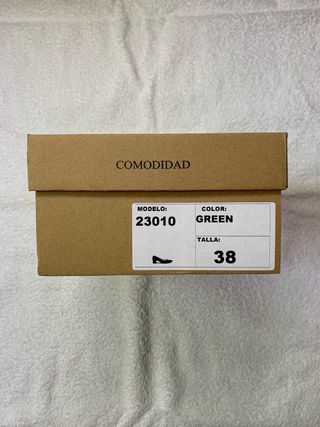 COMODIDAD
MODELO:
23010
COLOR:
GREEN
TALLA:
38